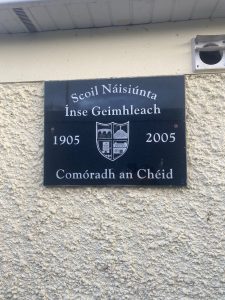 Scoil Náisiúnta
Ínse Geimhleach
1905 2005
Comóradh an Chéid